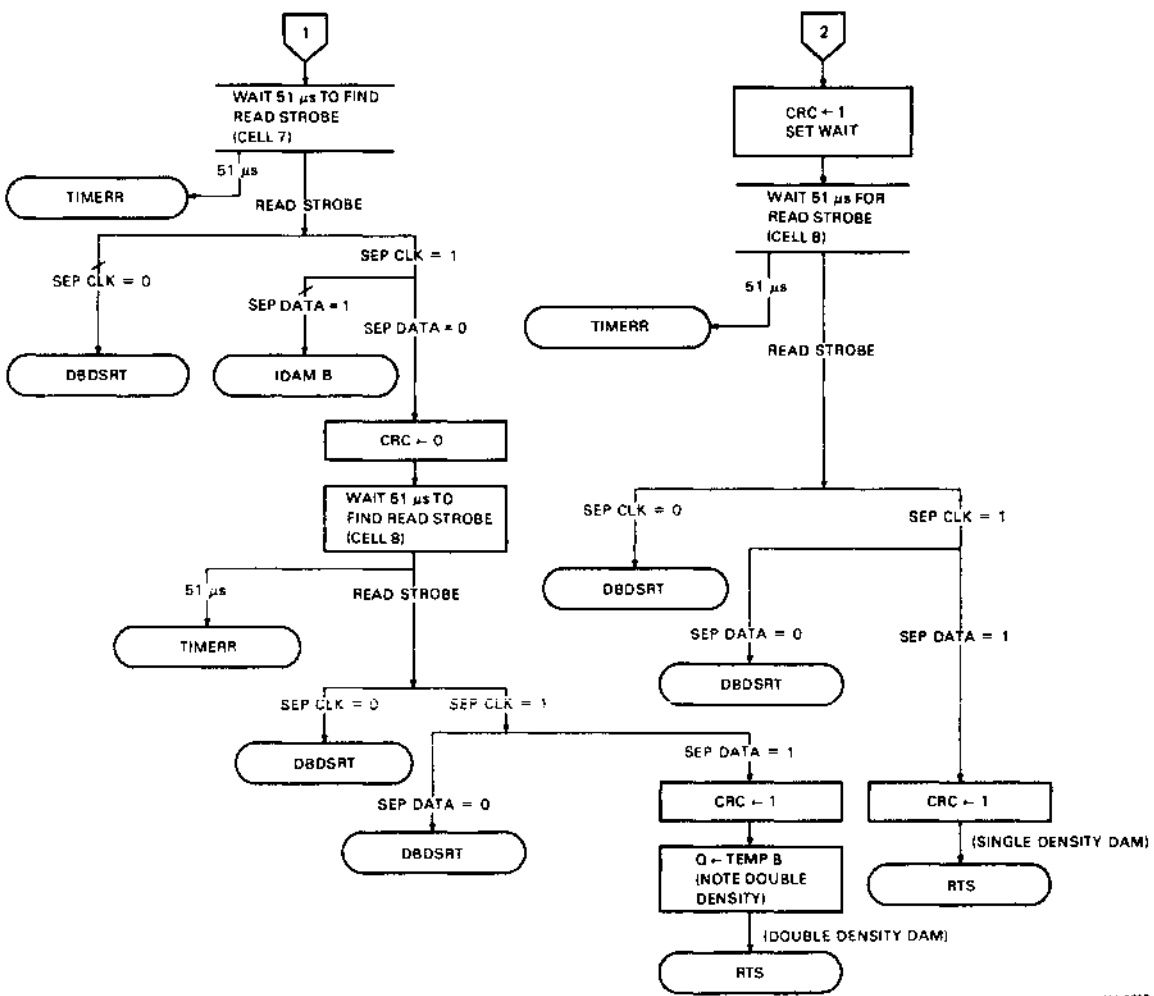 1
WAIT 51 μs TO FIND
READ STROBE
(CELL 7)
51 μs
TIMERR
READ STROBE
SEP CLK = 0
SEP CLK = 1
SEP DATA = 1
SEP DATA = 0
DBDSRT
IDAM B
CRC ← 0
WAIT 51 μs TO
FIND READ STROBE
(CELL 8)
51 μs
READ STROBE
TIMERR
SEP CLK = 0
SEP CLK = 1
DBDSRT
SEP DATA = 0
SEP DATA = 1
DBDSRT
CRC ← 1
Q ← TEMP B
(NOTE DOUBLE
DENSITY)
(DOUBLE DENSITY DAM)
RTS
2
CRC ← 1
SET WAIT
WAIT 51 μs FOR
READ STROBE
(CELL 8)
51 μs
TIMERR
READ STROBE
SEP CLK = 0
SEP CLK = 1
DBDSRT
SEP DATA = 0
SEP DATA = 1
DBDSRT
CRC ← 1
(SINGLE DENSITY DAM)
RTS